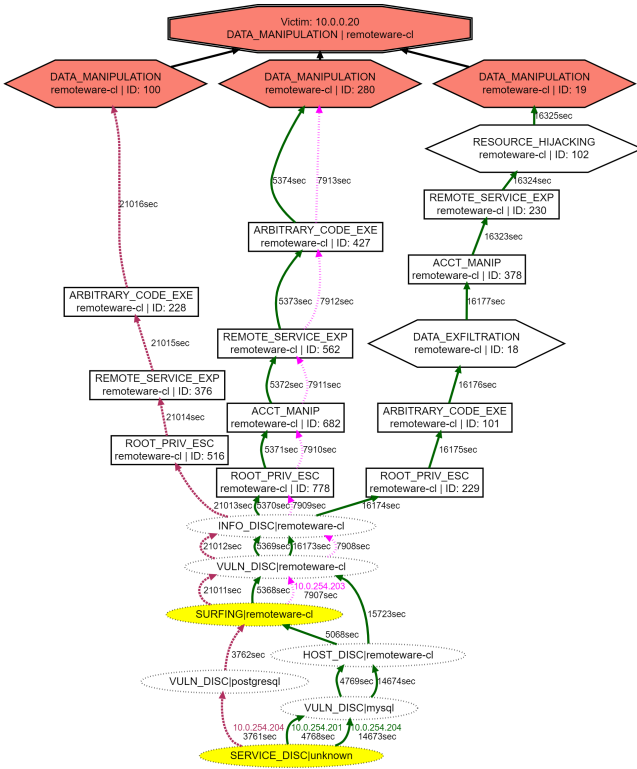 Victim: 10.0.0.20
DATA_MANIPULATION | remoteware-cl
DATA_MANIPULATION
remoteware-cl | ID: 100
DATA_MANIPULATION
remoteware-cl | ID: 280
DATA_MANIPULATION
remoteware-cl | ID: 19
16325sec
RESOURCE_HIJACKING
remoteware-cl | ID: 102
5374sec
7913sec
16324sec
21016sec
REMOTE_SERVICE_EXP
remoteware-cl | ID: 230
ARBITRARY_CODE_EXE
remoteware-cl | ID: 427
16323sec
ACCT_MANIP
remoteware-cl | ID: 378
ARBITRARY_CODE_EXE
remoteware-cl | ID: 228
5373sec
7912sec
16177sec
REMOTE_SERVICE_EXP
remoteware-cl | ID: 562
DATA_EXFILTRATION
remoteware-cl | ID: 18
21015sec
REMOTE_SERVICE_EXP
remoteware-cl | ID: 376
5372sec
7911sec
16176sec
21014sec
ACCT_MANIP
remoteware-cl | ID: 682
ARBITRARY_CODE_EXE
remoteware-cl | ID: 101
ROOT_PRIV_ESC
remoteware-cl | ID: 516
5371sec
7910sec
16175sec
ROOT_PRIV_ESC
remoteware-cl | ID: 778
ROOT_PRIV_ESC
remoteware-cl | ID: 229
21013sec
5370sec
7909sec
16174sec
INFO_DISC|remoteware-cl
21012sec
5369sec
16173sec
7908sec
VULN_DISC|remoteware-cl
21011sec
5368sec
10.0.254.203
7907sec
SURFING|remoteware-cl
15723sec
5068sec
3762sec
HOST_DISC|remoteware-cl
VULN_DISC|postgresql
4769sec
14674sec
VULN_DISC|mysql
10.0.254.204
3761sec
10.0.254.201
4768sec
10.0.254.204
14673sec
SERVICE_DISC|unknown